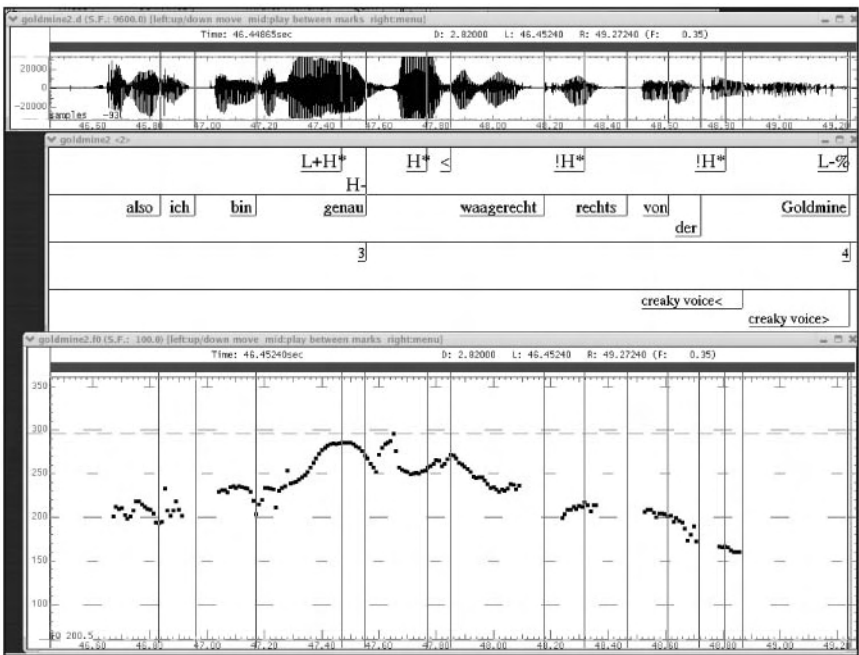 goldmine2.d (S.F.: 9600.0) [left:up/down move mid:play between marks right:menu]
Time: 46.44865sec D: 2.82000 L: 46.45240 R: 49.27240 (F: 0.35)
20000
0
-20000
samples -93
46.60 46.80 47.00 47.20 47.40 47.60 47.80 48.00 48.20 48.40 48.60 48.80 49.00 49.20
goldmine2 <2>
L+H* H* < !H* !H* L-%
H-
also ich bin genau waagerecht rechts von Goldmine
der
3 4
creaky voice<
creaky voice>
goldmine2.f0 (S.F.: 100.0) [left:up/down move mid:play between marks right:menu]
Time: 46.45240sec D: 2.82000 L: 46.45240 R: 49.27240 (F: 0.35)
350
300
250
200
150
100
280.5
46.60 46.80 47.00 47.20 47.40 47.60 47.80 48.00 48.20 48.40 48.60 48.80 49.00 49.20